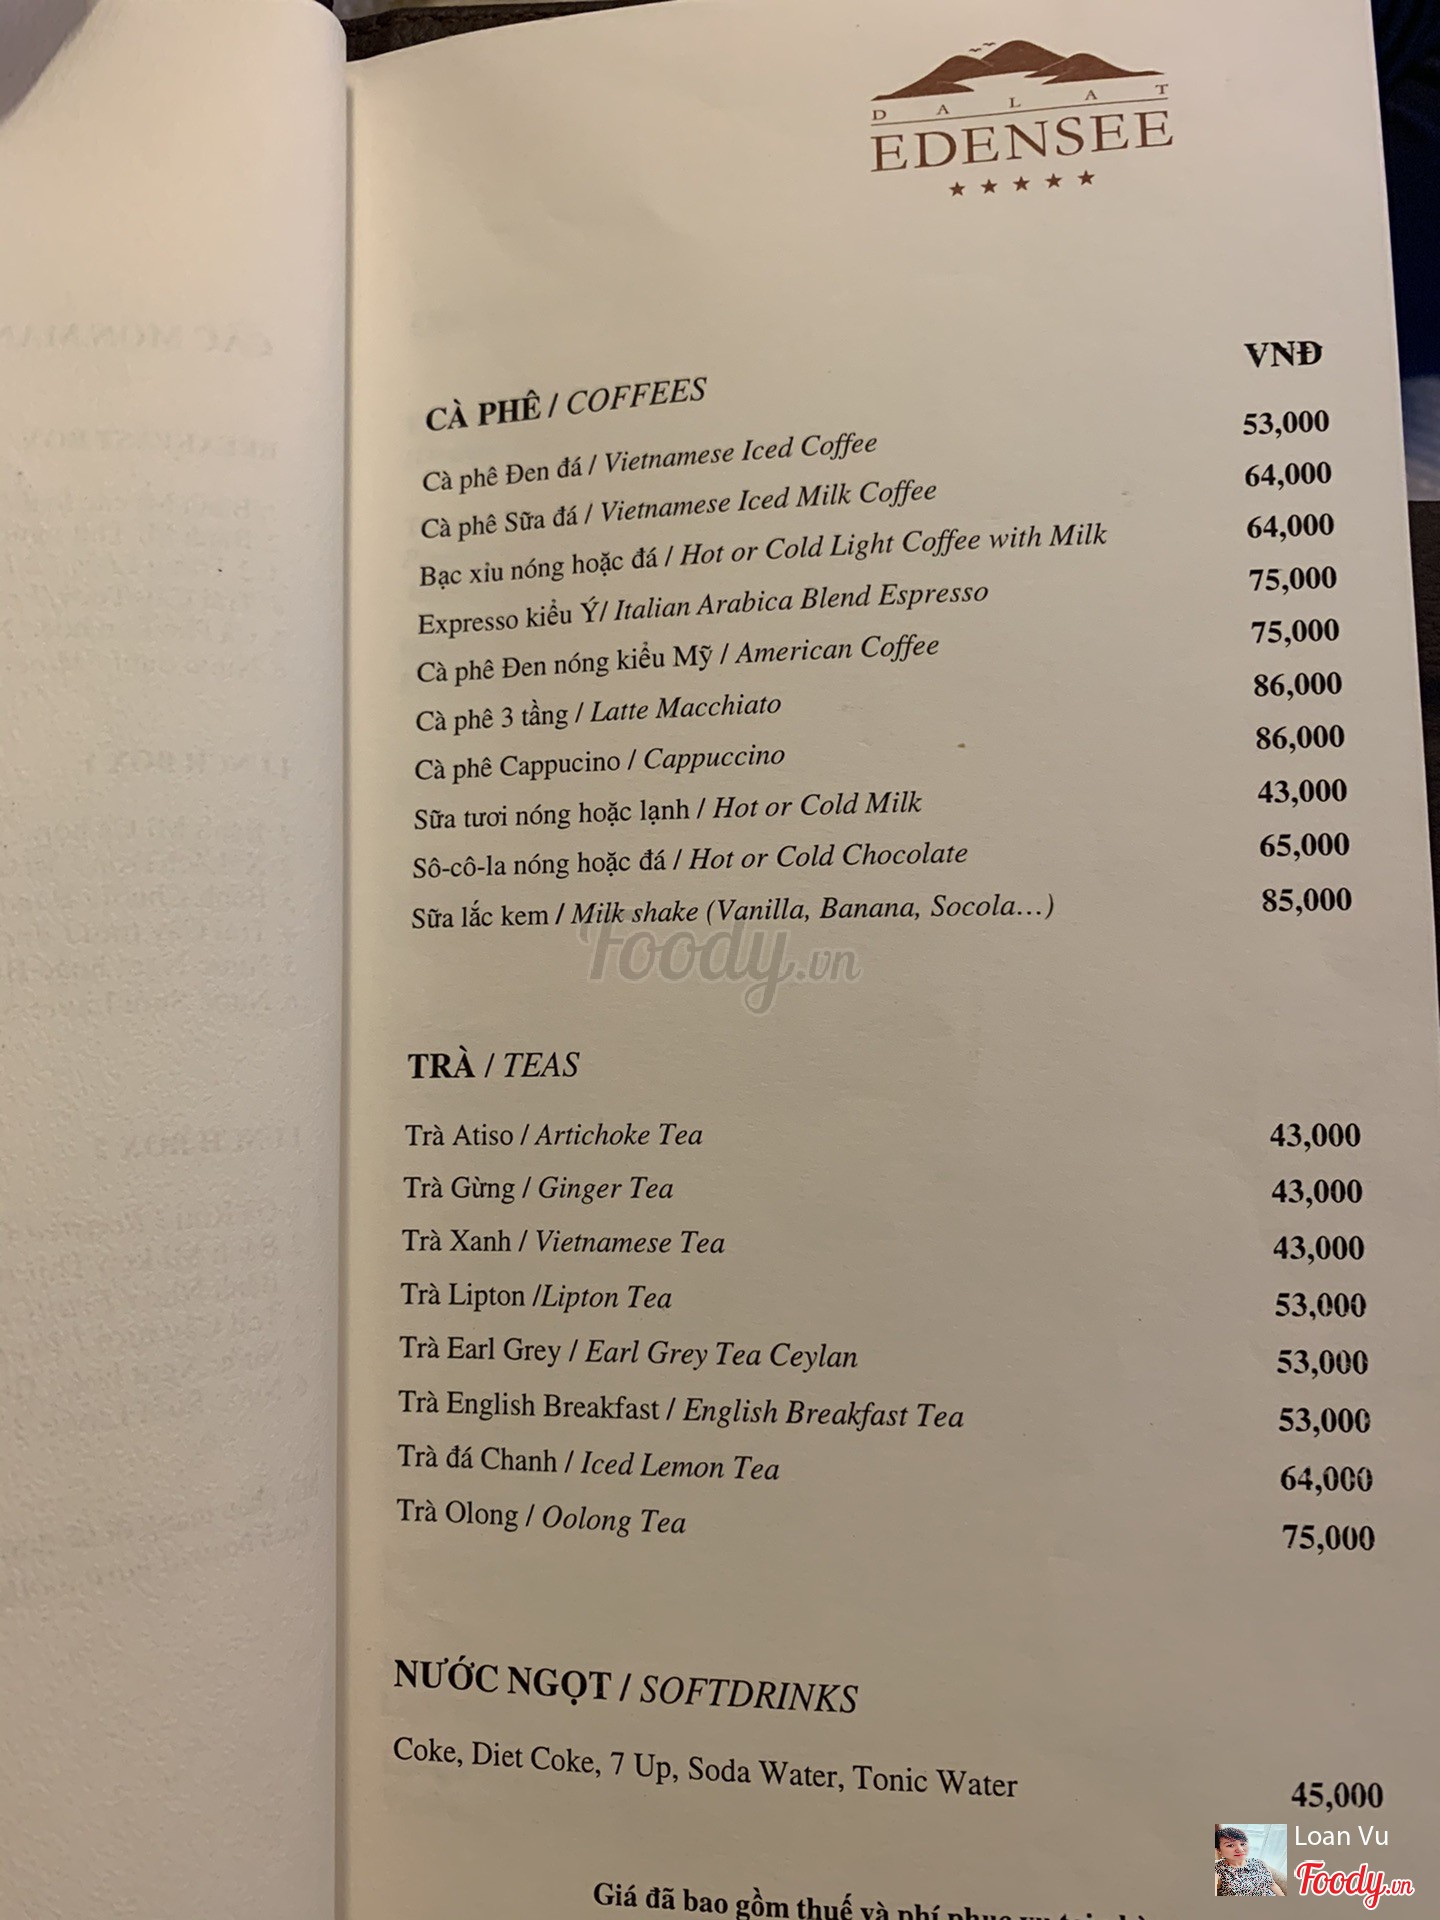 DALAT
EDENSEE
VNĐ
CÀ PHÊ / COFFEES
Cà phê Đen đá / Vietnamese Iced Coffee 53,000
Cà phê Sữa đá / Vietnamese Iced Milk Coffee 64,000
Bạc xỉu nóng hoặc đá / Hot or Cold Light Coffee with Milk 64,000
Expresso kiểu Ý/ Italian Arabica Blend Espresso 75,000
Cà phê Đen nóng kiểu Mỹ / American Coffee 75,000
Cà phê 3 tầng / Latte Macchiato 86,000
Cà phê Cappucino / Cappuccino 86,000
Sữa tươi nóng hoặc lạnh / Hot or Cold Milk 43,000
Sô-cô-la nóng hoặc đá / Hot or Cold Chocolate 65,000
Sữa lắc kem / Milk shake (Vanilla, Banana, Socola...) 85,000
Foody.vn
TRÀ / TEAS
Trà Atiso / Artichoke Tea 43,000
Trà Gừng / Ginger Tea 43,000
Trà Xanh / Vietnamese Tea 43,000
Trà Lipton /Lipton Tea 53,000
Trà Earl Grey / Earl Grey Tea Ceylan 53,000
Trà English Breakfast / English Breakfast Tea 53,000
Trà đá Chanh / Iced Lemon Tea 64,000
Trà Olong / Oolong Tea 75,000
NƯỚC NGỌT / SOFTDRINKS
Coke, Diet Coke, 7 Up, Soda Water, Tonic Water 45,000
Loan Vu
Foody.vn
Giá đã bao gồm thuế và phí